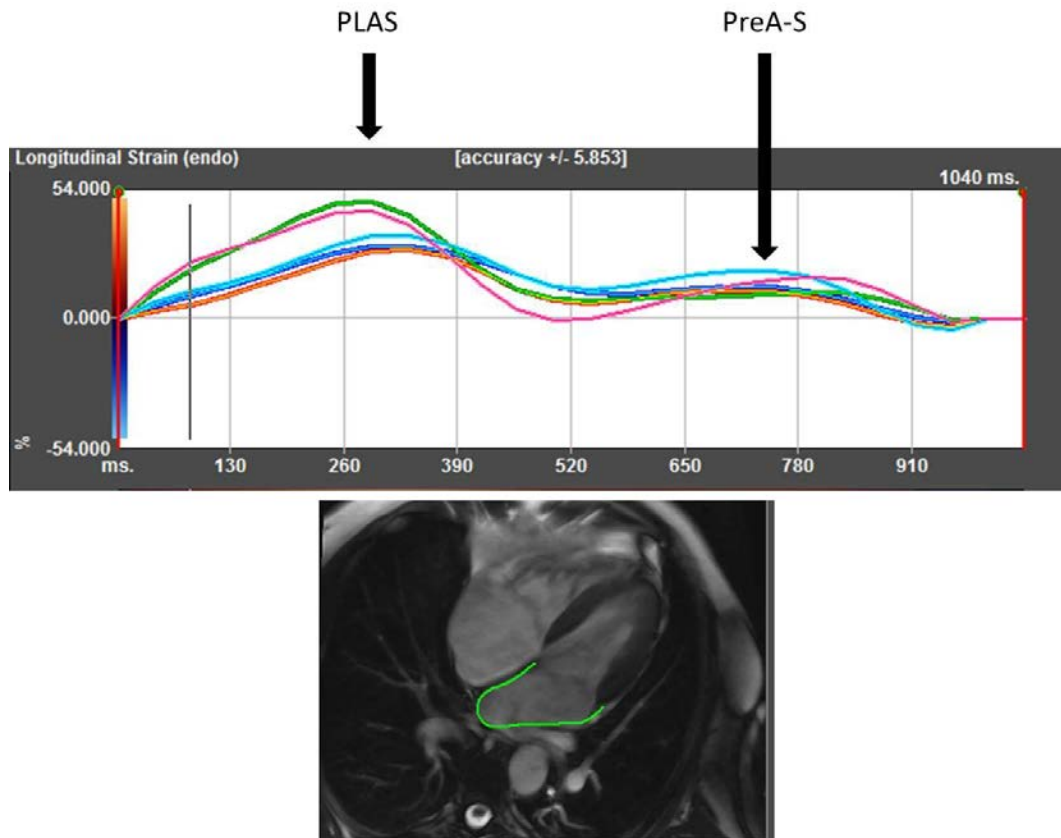 PLAS PreA-S
Longitudinal Strain (endo) [accuracy +/- 5.853]
1040 ms.
54.000
0.000
%
-54.000
ms. 130 260 390 520 650 780 910